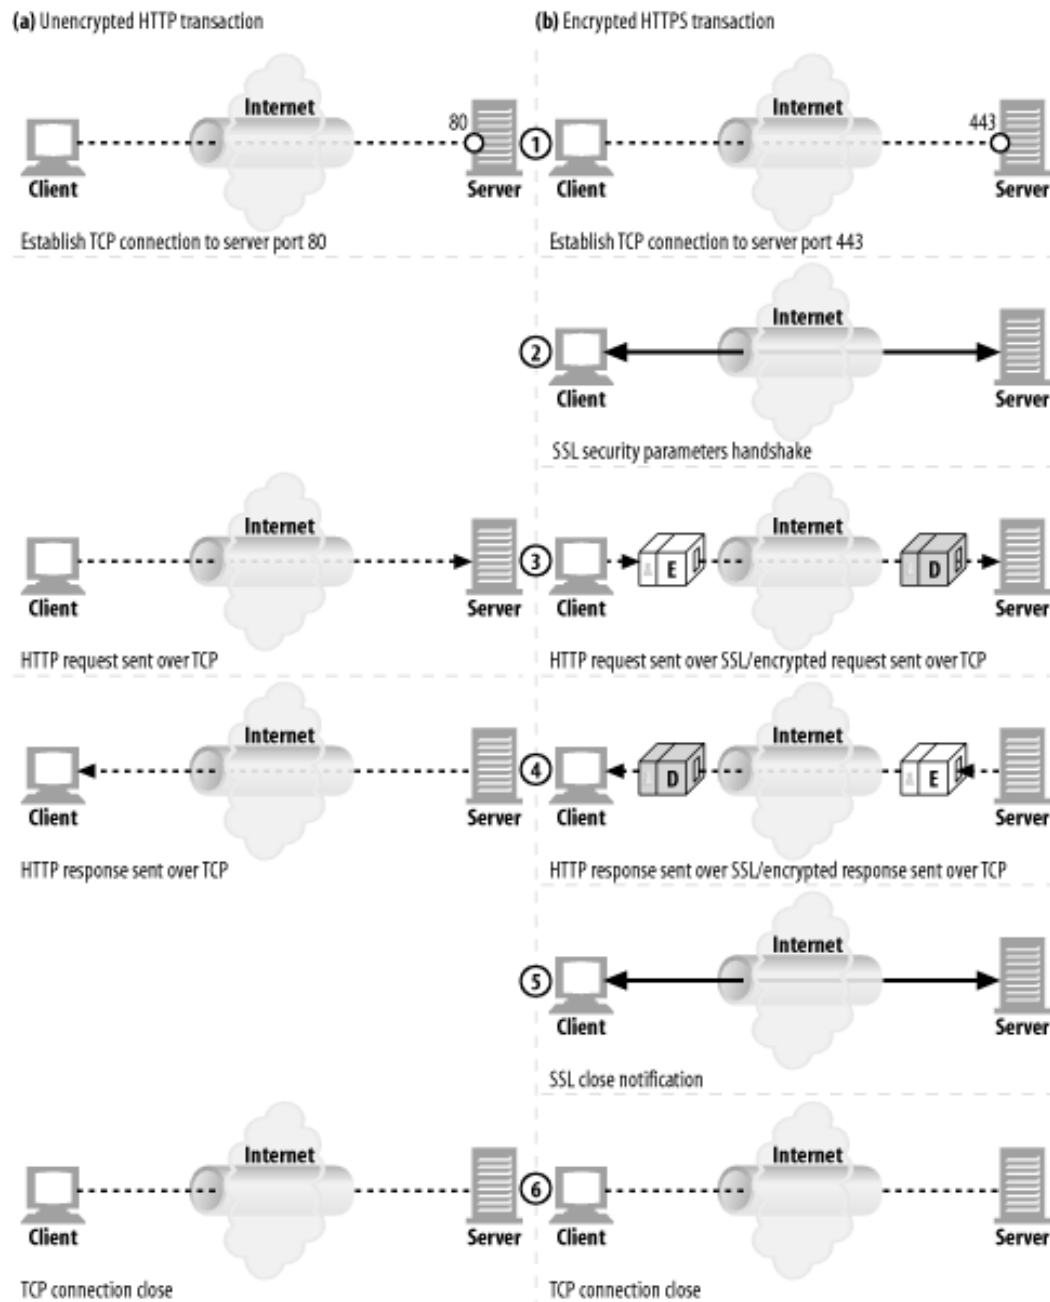 (a) Unencrypted HTTP transaction
(b) Encrypted HTTPS transaction
Internet
80
Client
Server
Establish TCP connection to server port 80
1
Internet
443
Client
Server
Establish TCP connection to server port 443
2
Internet
Client
Server
SSL security parameters handshake
Internet
Client
Server
HTTP request sent over TCP
3
Internet
E
D
Client
Server
HTTP request sent over SSL/encrypted request sent over TCP
Internet
Client
Server
HTTP response sent over TCP
4
Internet
D
E
Client
Server
HTTP response sent over SSL/encrypted response sent over TCP
5
Internet
Client
Server
SSL close notification
Internet
Client
Server
TCP connection close
6
Internet
Client
Server
TCP connection close